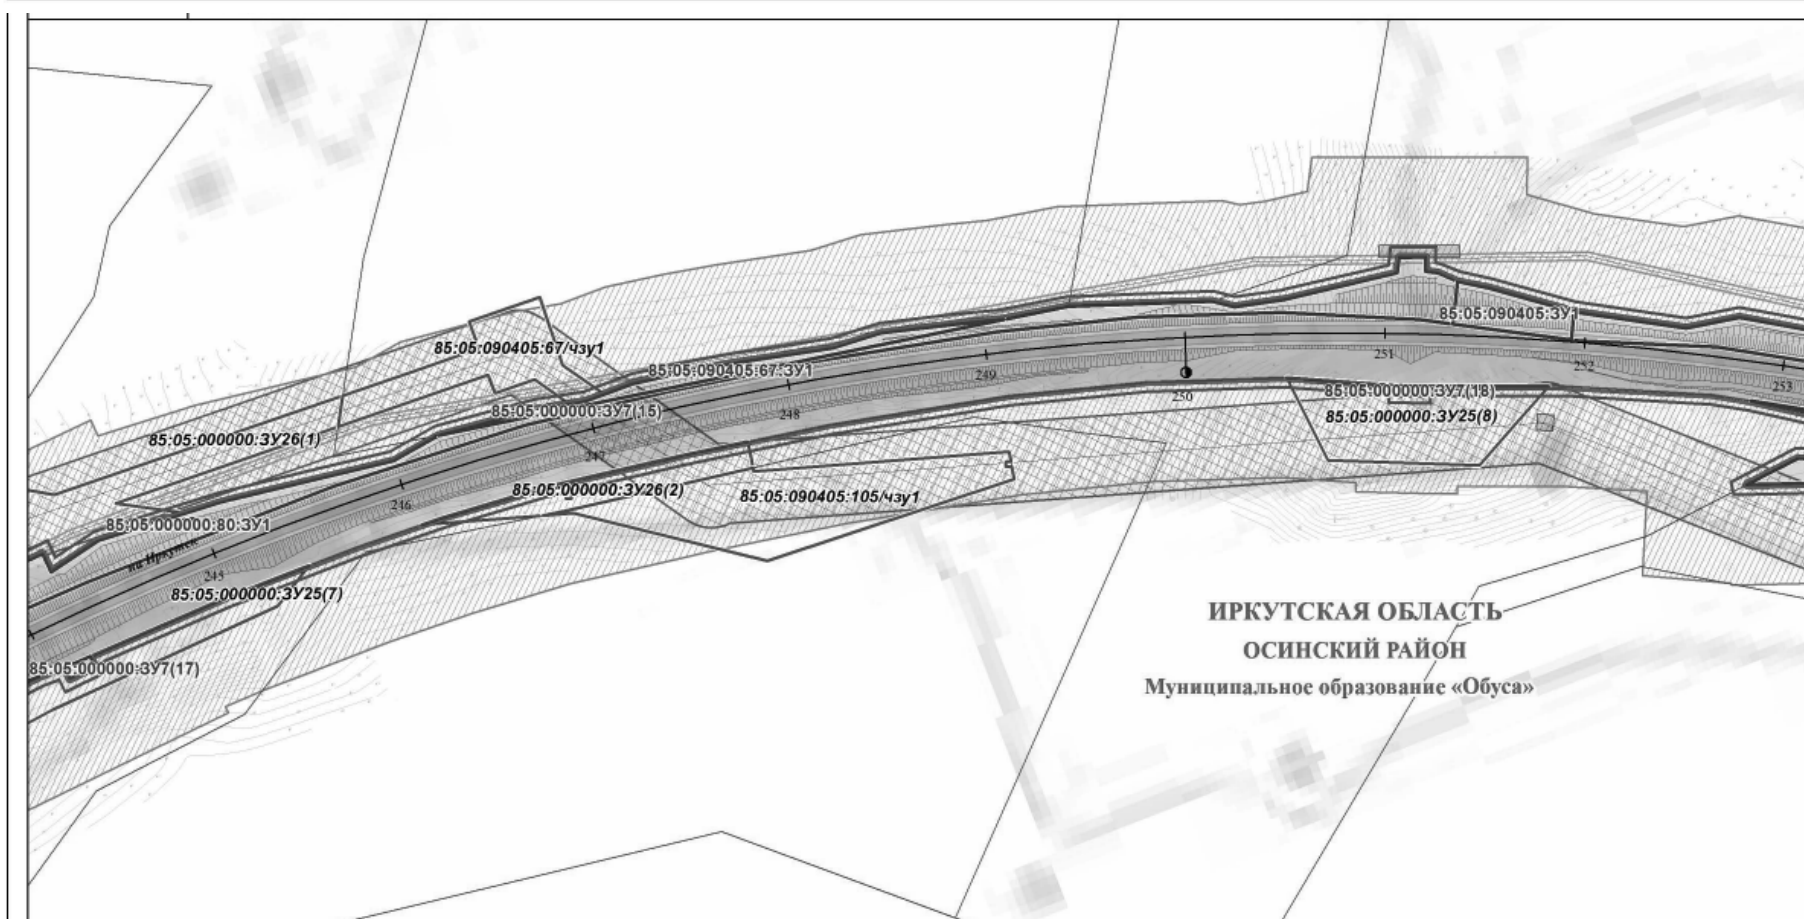 85:05:090405:ЗУ1
85:05:090405:67/чзу1
251
252
85:05:090405:67:ЗУ1
249
253
85:05:000000:ЗУ7(18)
250
85:05:000000:ЗУ7(15)
248
85:05:000000:ЗУ25(8)
85:05:000000:ЗУ26(1)
247
85:05:000000:ЗУ26(2)
85:05:090405:105/чзу1
246
85:05:000000:80:ЗУ1
на Иркутск
245
85:05:000000:ЗУ25(7)
ИРКУТСКАЯ ОБЛАСТЬ
ОСИНСКИЙ РАЙОН
85:05:000000:ЗУ7(17)
Муниципальное образование «Обуса»